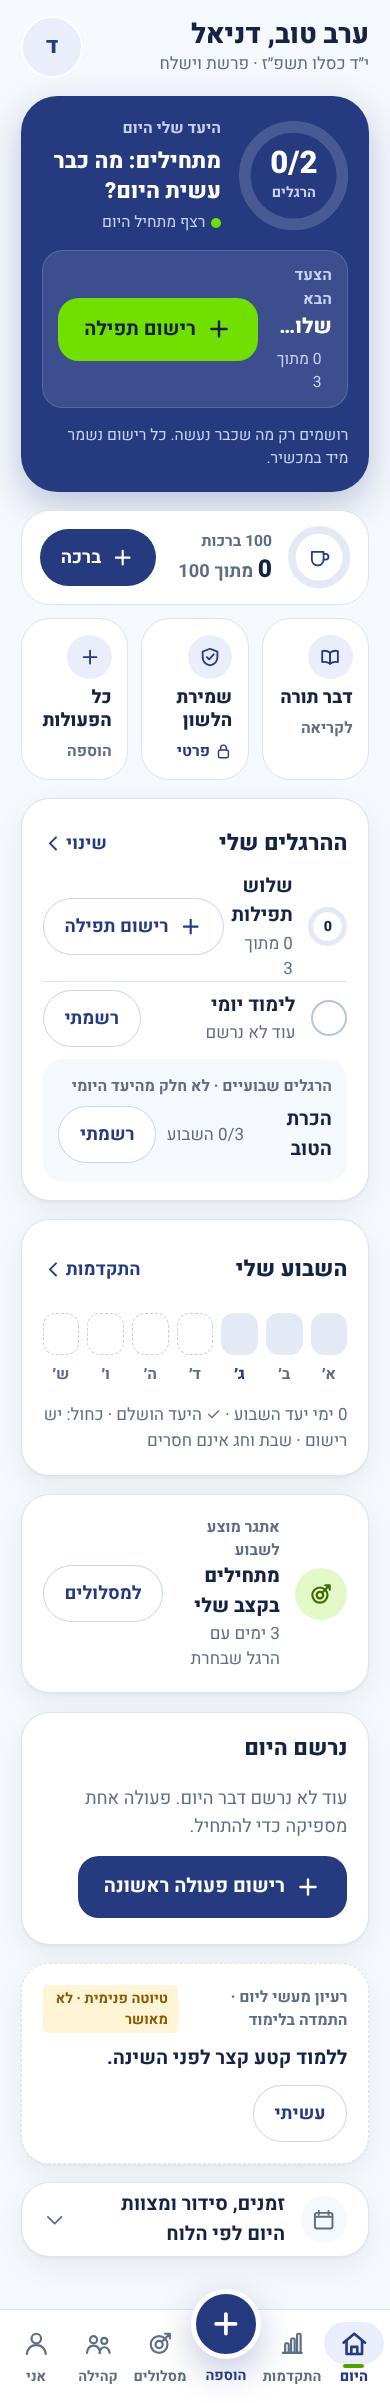 ערב טוב, דניאל
ד
י״ד כסלו תשפ״ז · פרשת וישלח
0/2
הרגלים
היעד שלי היום
מתחילים: מה כבר
עשית היום?
רצף מתחיל היום
הצעד
הבא
שלו...
0 מתוך
3
רישום תפילה
רושמים רק מה שכבר נעשה. כל רישום נשמר
מיד במכשיר.
100 ברכות
0 מתוך 100
ברכה
דבר תורה
לקריאה
שמירת
הלשון
פרטי
כל
הפעולות
הוספה
ההרגלים שלי
שינוי
0
שלוש
תפילות
0 מתוך
3
רישום תפילה
לימוד יומי
עוד לא נרשם
רשמתי
הרגלים שבועיים · לא חלק מהיעד היומי
הכרת
הטוב
0/3 השבוע
רשמתי
השבוע שלי
התקדמות
א׳
ב׳
ג׳
ד׳
ה׳
ו׳
ש׳
0 ימי יעד השבוע · ✓ היעד הושלם · כחול: יש
רישום · שבת וחג אינם חסרים
אתגר מוצע
לשבוע
מתחילים
בקצב שלי
3 ימים עם
הרגל שבחרת
למסלולים
נרשם היום
עוד לא נרשם דבר היום. פעולה אחת
מספיקה כדי להתחיל.
רישום פעולה ראשונה
רעיון מעשי ליום ·
התמדה בלימוד
טיוטה פנימית · לא
מאושר
ללמוד קטע קצר לפני השינה.
עשיתי
זמנים, סידור ומצוות
היום לפי הלוח
היום
התקדמות
הוספה
מסלולים
קהילה
אני